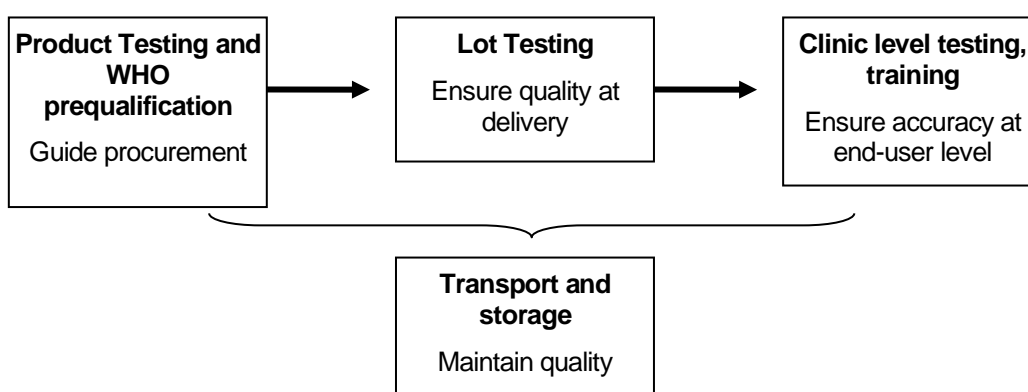 Product Testing and
WHO
prequalification
Guide procurement
Lot Testing
Ensure quality at
delivery
Clinic level testing,
training
Ensure accuracy at
end-user level
Transport and
storage
Maintain quality